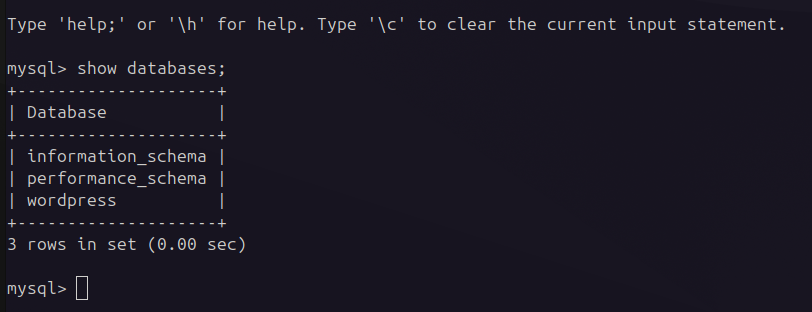 Type 'help;' or '\h' for help. Type '\c' to clear the current input statement.
mysql> show databases;
+--------------------+
| Database           |
+--------------------+
| information_schema |
| performance_schema |
| wordpress          |
+--------------------+
3 rows in set (0.00 sec)
mysql>